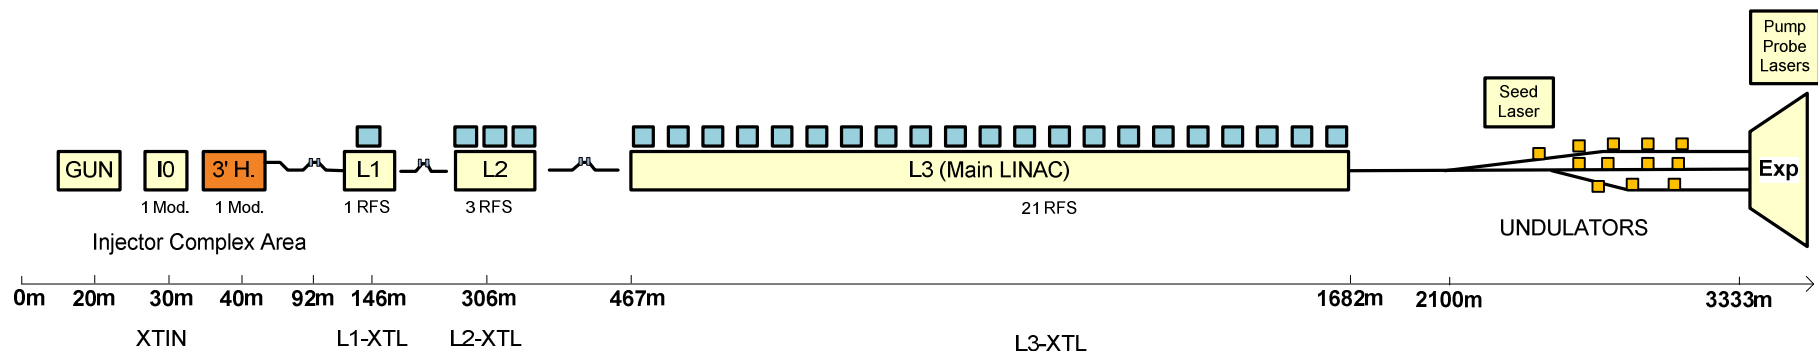 Pump
Probe
Lasers
Seed
Laser
GUN
I0
3' H.
L1
L2
L3 (Main LINAC)
Exp
1 Mod.
1 Mod.
1 RFS
3 RFS
21 RFS
UNDULATORS
Injector Complex Area
0m
20m
30m
40m
92m
146m
306m
467m
1682m
2100m
3333m
XTIN
L1-XTL
L2-XTL
L3-XTL